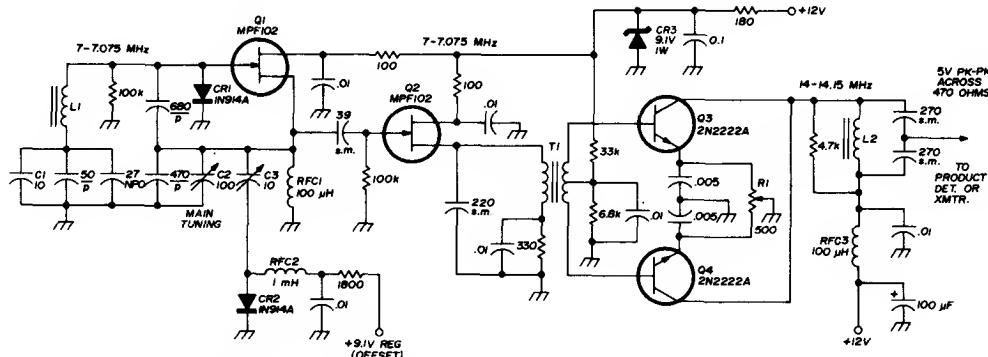 Q1
MPF102
7-7.075 MHz
L1
100k
680
p
CR1
1N914A
100
.01
7-7.075 MHz
Q2
MPF102
39
s.m.
100
.01
100k
C1
10
50
p
27
NPO
470
p
C2
100
C3
10
MAIN
TUNING
RFC1
100 μH
RFC2
1 mH
1800
CR2
1N914A
.01
+9.1V REG
(OFFSET)
220
s.m.
.01
330
T1
33k
6.8k
.01
CR3
9.1V
1W
0.1
180
+12V
Q3
2N2222A
.005
.005
R1
500
Q4
2N2222A
14-14.15 MHz
4.7k
L2
5V PK-PK
ACROSS
470 OHMS
270
s.m.
270
s.m.
TO
PRODUCT
DET. OR
XMTR.
RFC3
100 μH
.01
+
100 μF
+12V